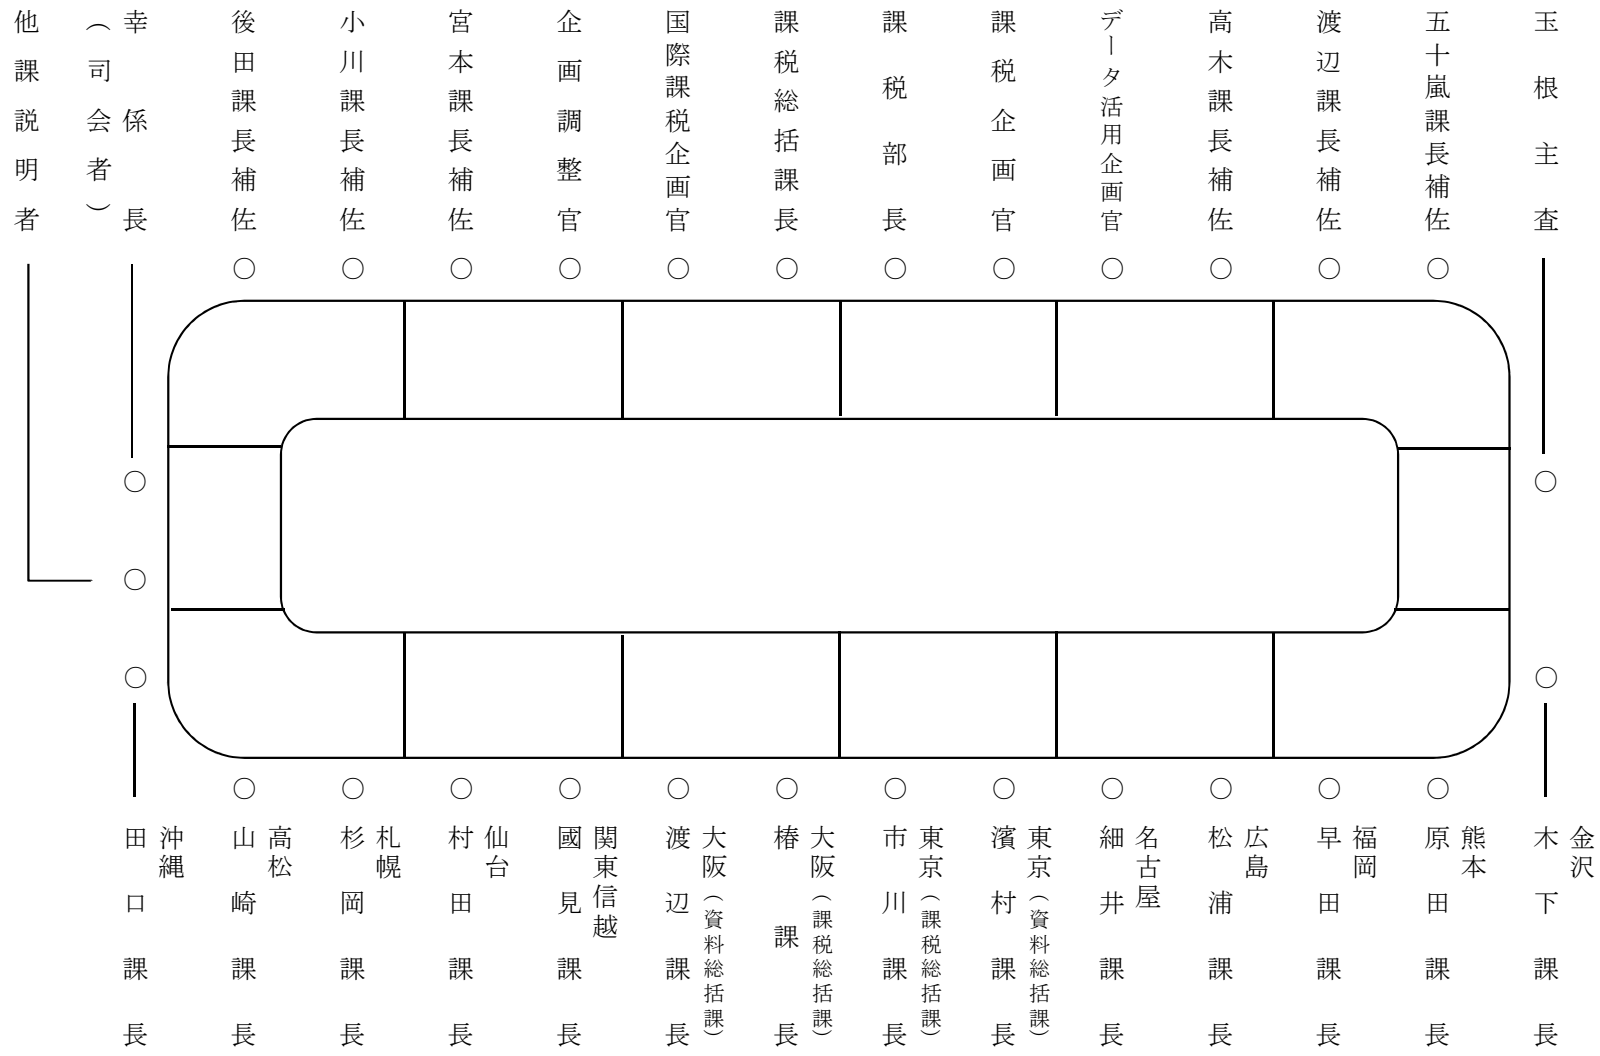 玉根主査
五十嵐課長補佐
渡辺課長補佐
高木課長補佐
データ活用企画官
課税企画官
課税部長
課税総括課長
国際課税企画官
企画調整官
宮本課長補佐
小川課長補佐
後田課長補佐
幸係長
（司会者）
他課説明者
金沢
木下課長
熊本
原田課長
福岡
早田課長
広島
松浦課長
名古屋
細井課長
東京（資料総括課）
濱村課長
東京（課税総括課）
市川課長
大阪（課税総括課）
椿課長
大阪（資料総括課）
渡辺課長
関東信越
國見課長
仙台
村田課長
札幌
杉岡課長
高松
山崎課長
沖縄
田口課長